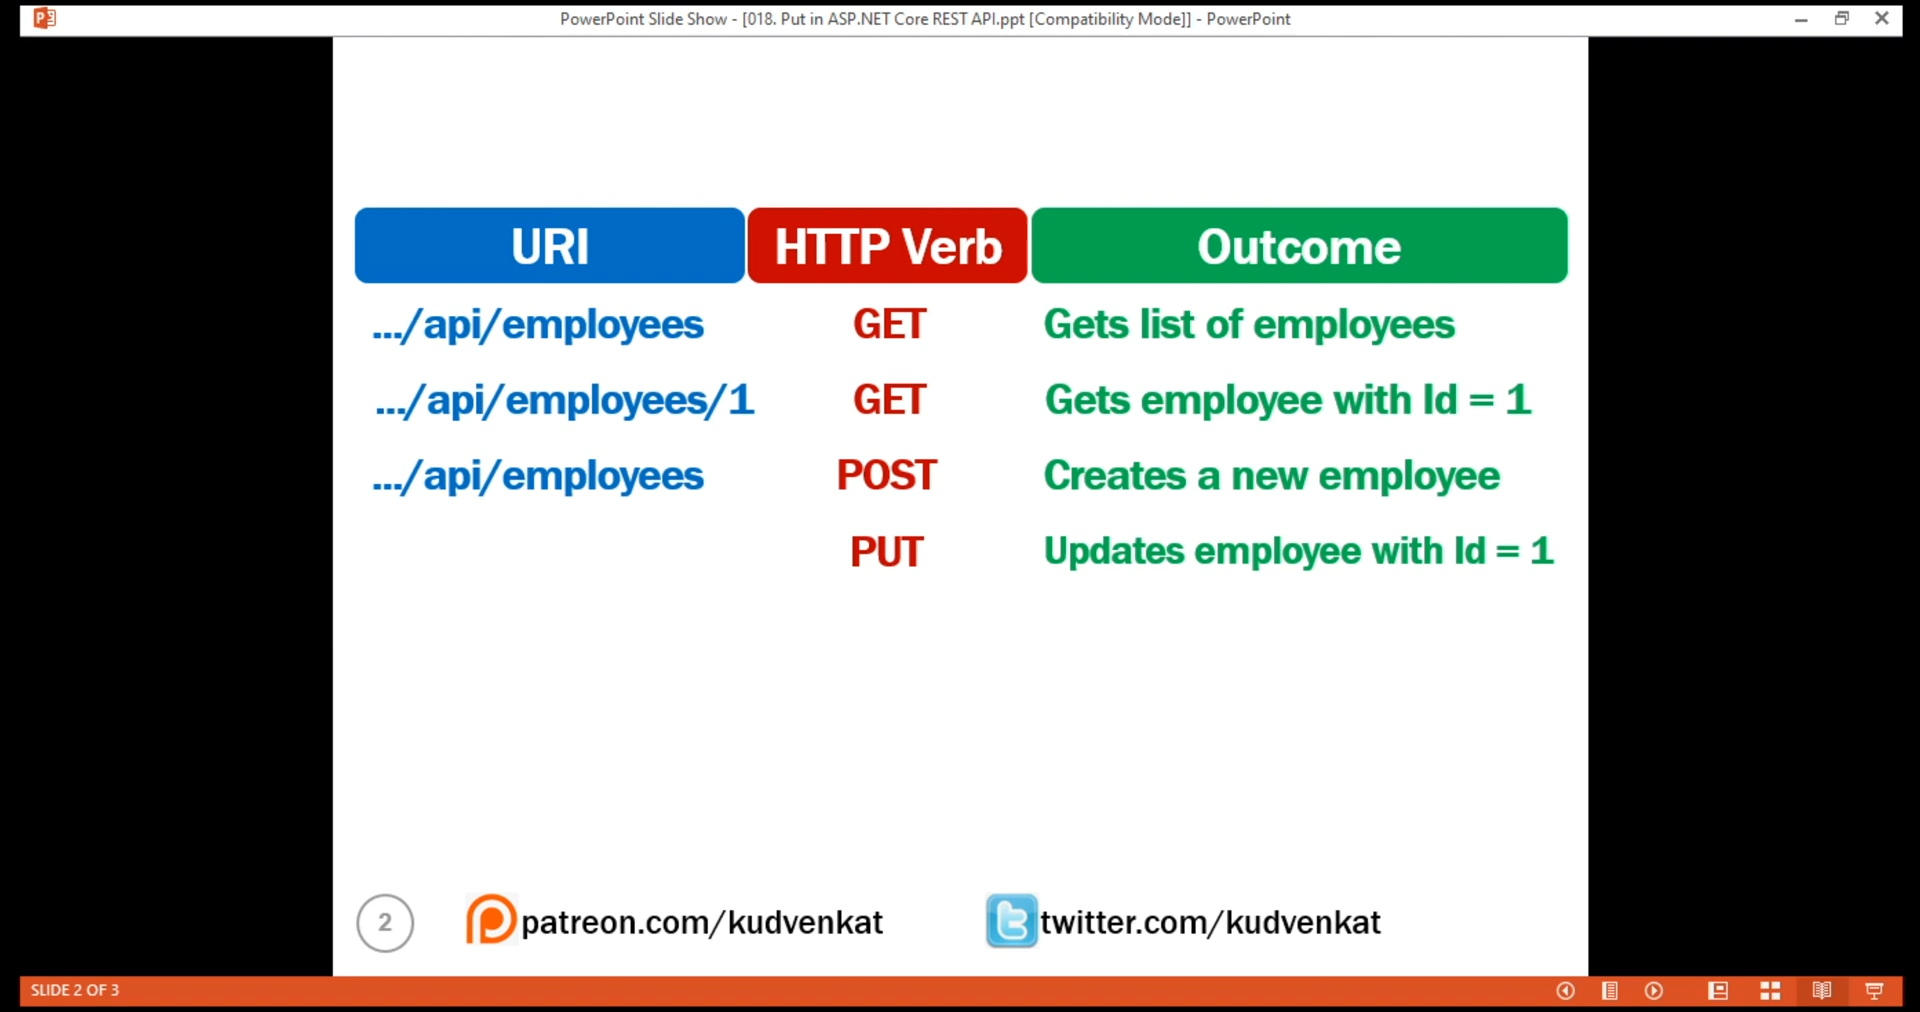 PowerPoint Slide Show - [018. Put in ASP.NET Core REST API.ppt [Compatibility Mode]] - PowerPoint
URI HTTP Verb Outcome
.../api/employees GET Gets list of employees
.../api/employees/1 GET Gets employee with Id = 1
.../api/employees POST Creates a new employee
PUT Updates employee with Id = 1
2 patreon.com/kudvenkat twitter.com/kudvenkat
SLIDE 2 OF 3